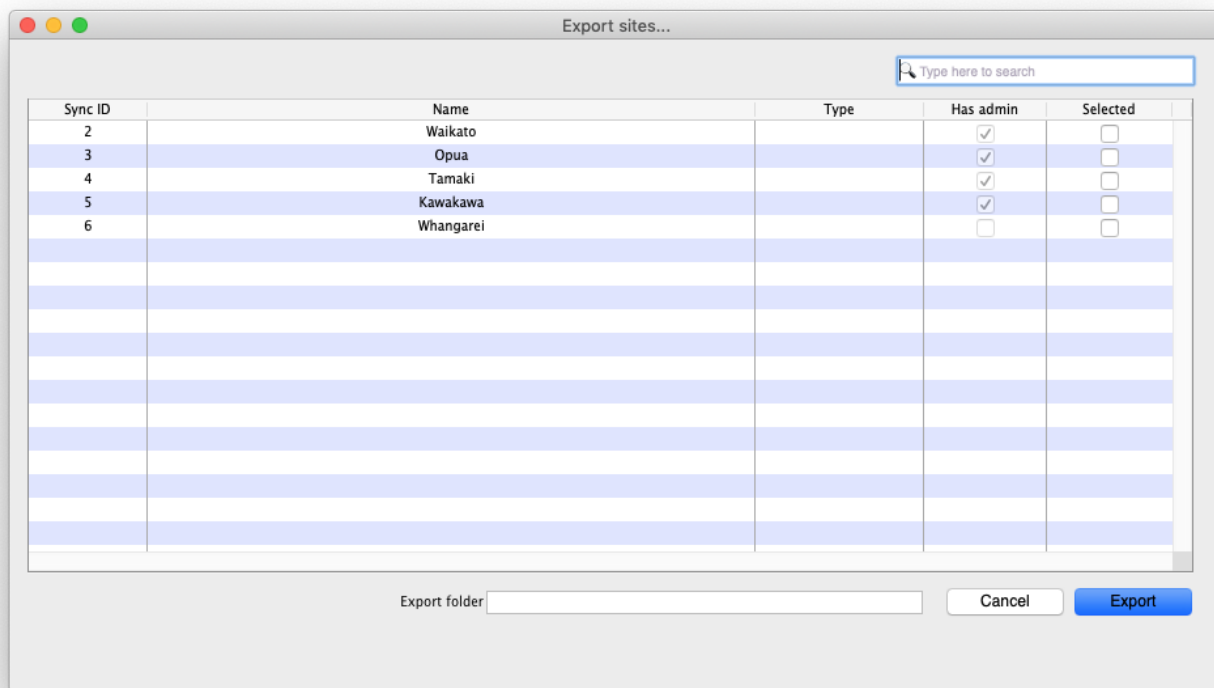 Export sites...
Type here to search
Sync ID Name Type Has admin Selected
2 Waikato
3 Opua
4 Tamaki
5 Kawakawa
6 Whangarei
Export folder Cancel Export